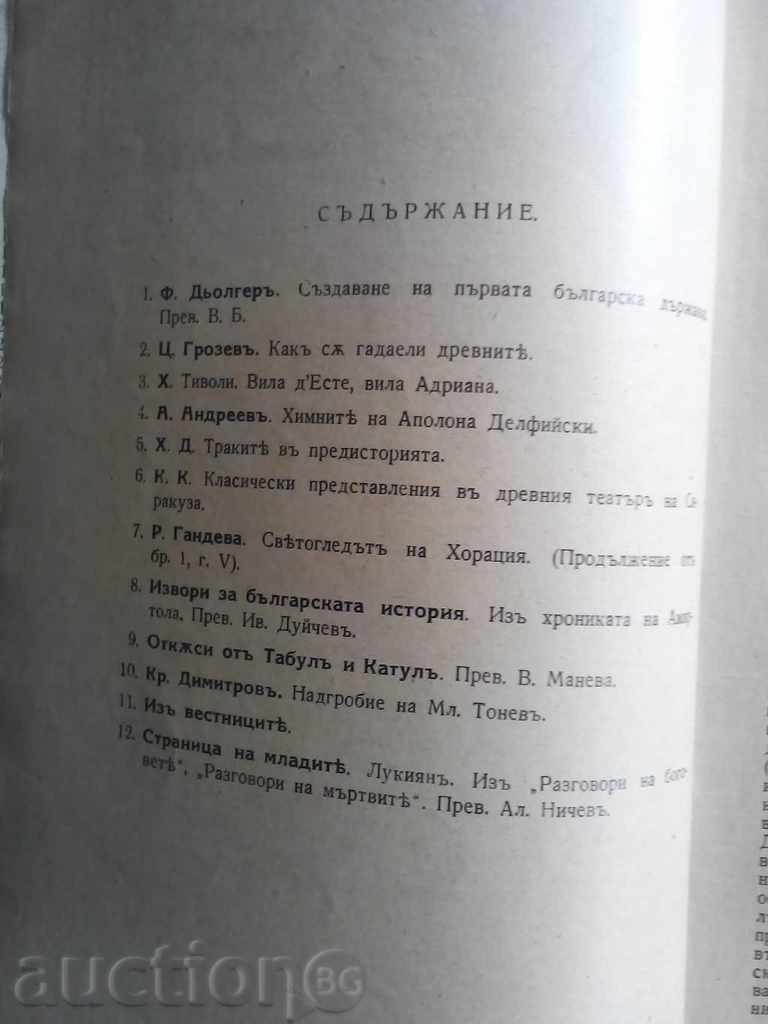 СЪДЪРЖАНИЕ.
1. Ф. Дьолгеръ. Създаване на първата българска държава.
Прев. В. Б.
2. Ц. Грозевъ. Какъ сѫ гадаели древнитѣ.
3. Х. Тиволи. Вила д'Есте, вила Адриана.
4. А. Андреевъ. Химнитѣ на Аполона Делфийски.
5. Х. Д. Тракитѣ въ предисторията.
6. К. К. Класически представления въ древния театъръ на Си-
ракуза.
7. Р. Гандева. Свѣтогледътъ на Хорация. (Продължение отъ
бр. 1, г. V).
8. Извори за българската история. Изъ хрониката на
тола. Прев. Ив. Дуйчевъ.
9. Откѫси отъ Табулъ и Катулъ. Прев. В. Манева.
10. Кр. Димитровъ. Надгробие на Мл. Тоневъ.
11. Изъ вестницитѣ.
12. Страница на младитѣ. Лукиянъ. Изъ „Разговори на бого-
ветѣ“, „Разговори на мъртвитѣ“. Прев. Ал. Ничевъ.
auction BG